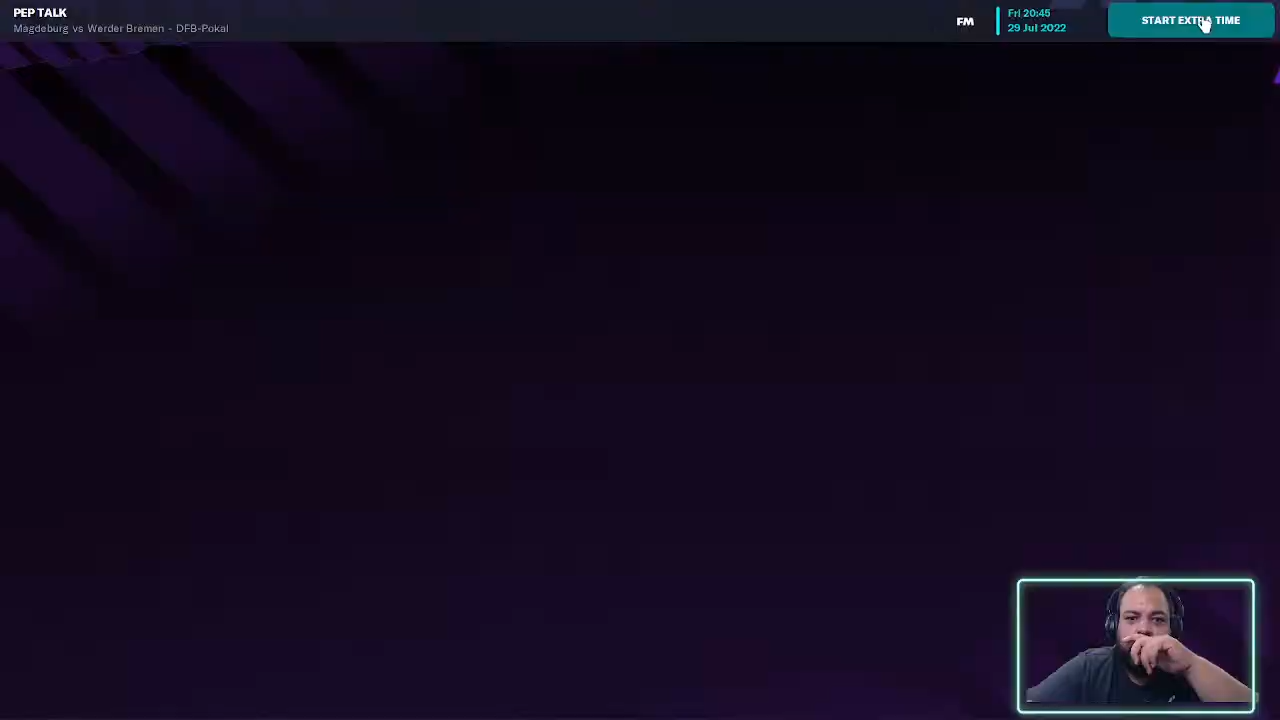 PEP TALK
Magdeburg vs Werder Bremen - DFB-Pokal
FM
Fri 20:45
29 Jul 2022
START EXTRA TIME